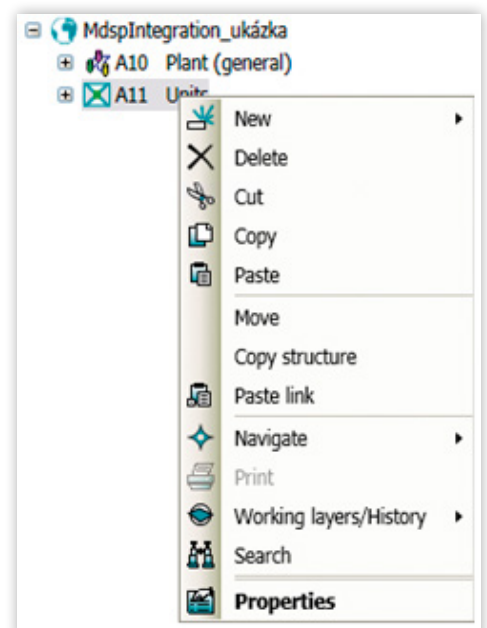 MdspIntegration_ukázka
A10 Plant (general)
A11 Units
New
Delete
Cut
Copy
Paste
Move
Copy structure
Paste link
Navigate
Print
Working layers/History
Search
Properties